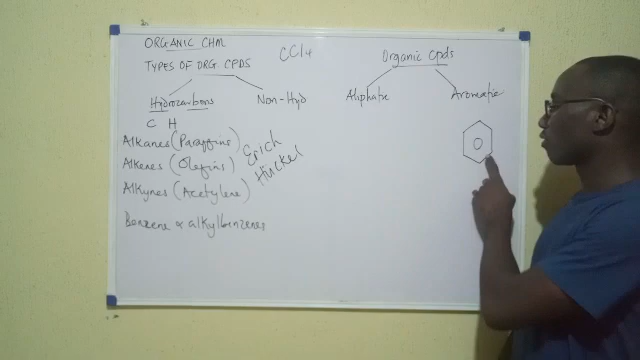 ORGANIC CHM
TYPES OF ORG CPDS
Hydrocarbons
Non-Hyd
C H
Alkanes (Paraffins)
Alkenes (Olefins)
Alkynes (Acetylene)
Benzene & alkylbenzenes
Erich
Hückel
CCl4
Organic Cpds
Aliphatic
Aromatic